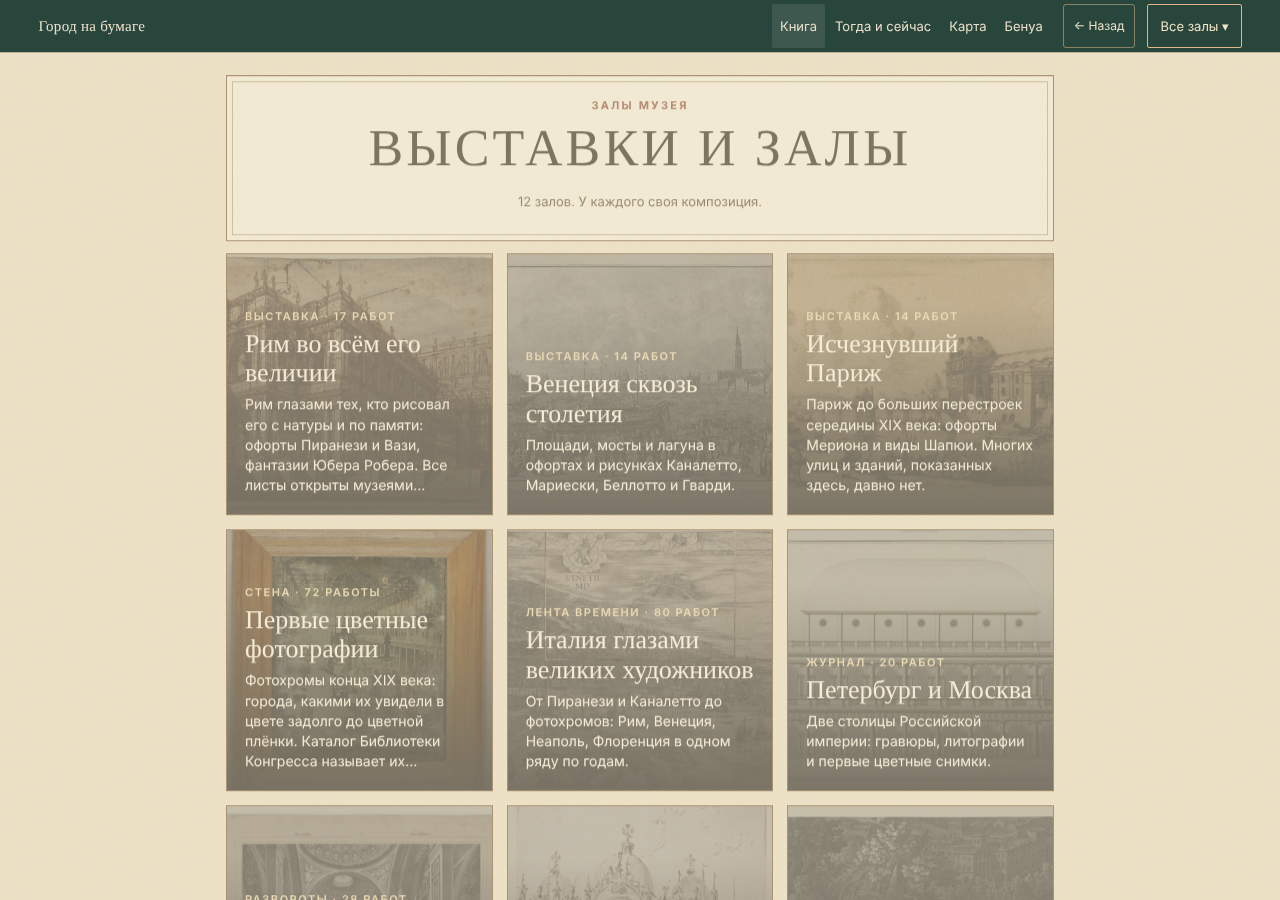 Город на бумаге
Книга
Тогда и сейчас
Карта
Бенуа
← Назад
Все залы ▾
ЗАЛЫ МУЗЕЯ
ВЫСТАВКИ И ЗАЛЫ
12 залов. У каждого своя композиция.
ВЫСТАВКА · 17 РАБОТ
Рим во всём его
величии
Рим глазами тех, кто рисовал
его с натуры и по памяти:
офорты Пиранези и Вази,
фантазии Юбера Робера. Все
листы открыты музеями…
ВЫСТАВКА · 14 РАБОТ
Венеция сквозь
столетия
Площади, мосты и лагуна в
офортах и рисунках Каналетто,
Мариески, Беллотто и Гварди.
ВЫСТАВКА · 14 РАБОТ
Исчезнувший
Париж
Париж до больших перестроек
середины XIX века: офорты
Мериона и виды Шапюи. Многих
улиц и зданий, показанных
здесь, давно нет.
СТЕНА · 72 РАБОТЫ
Первые цветные
фотографии
Фотохромы конца XIX века:
города, какими их увидели в
цвете задолго до цветной
плёнки. Каталог Библиотеки
Конгресса называет их…
VENETIE
MD
ЛЕНТА ВРЕМЕНИ · 80 РАБОТ
Италия глазами
великих художников
От Пиранези и Каналетто до
фотохромов: Рим, Венеция,
Неаполь, Флоренция в одном
ряду по годам.
ЖУРНАЛ · 20 РАБОТ
Петербург и Москва
Две столицы Российской
империи: гравюры, литографии
и первые цветные снимки.
РАЗВОРОТЫ · 28 РАБОТ